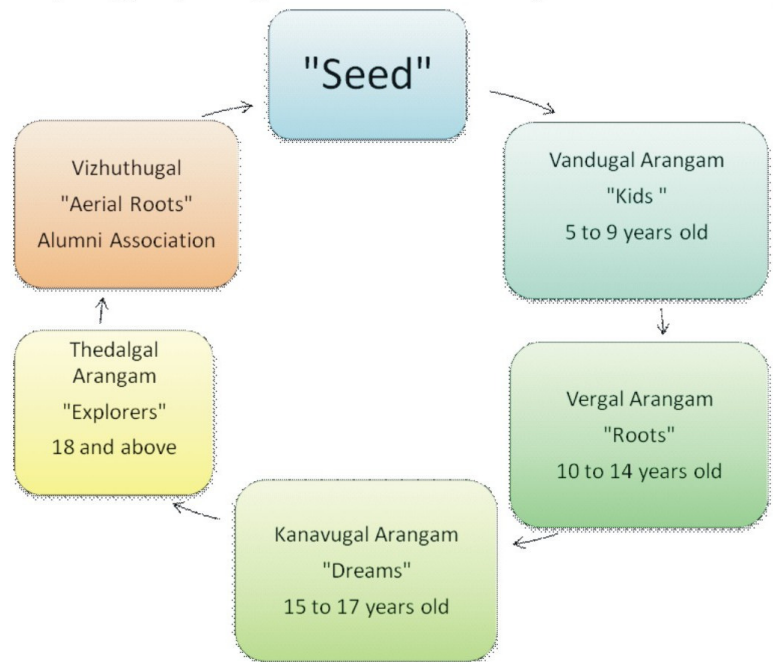 "Seed"
Vandugal Arangam
"Kids "
5 to 9 years old
Vergal Arangam
"Roots"
10 to 14 years old
Kanavugal Arangam
"Dreams"
15 to 17 years old
Thedalgal
Arangam
"Explorers"
18 and above
Vizhuthugal
"Aerial Roots"
Alumni Association